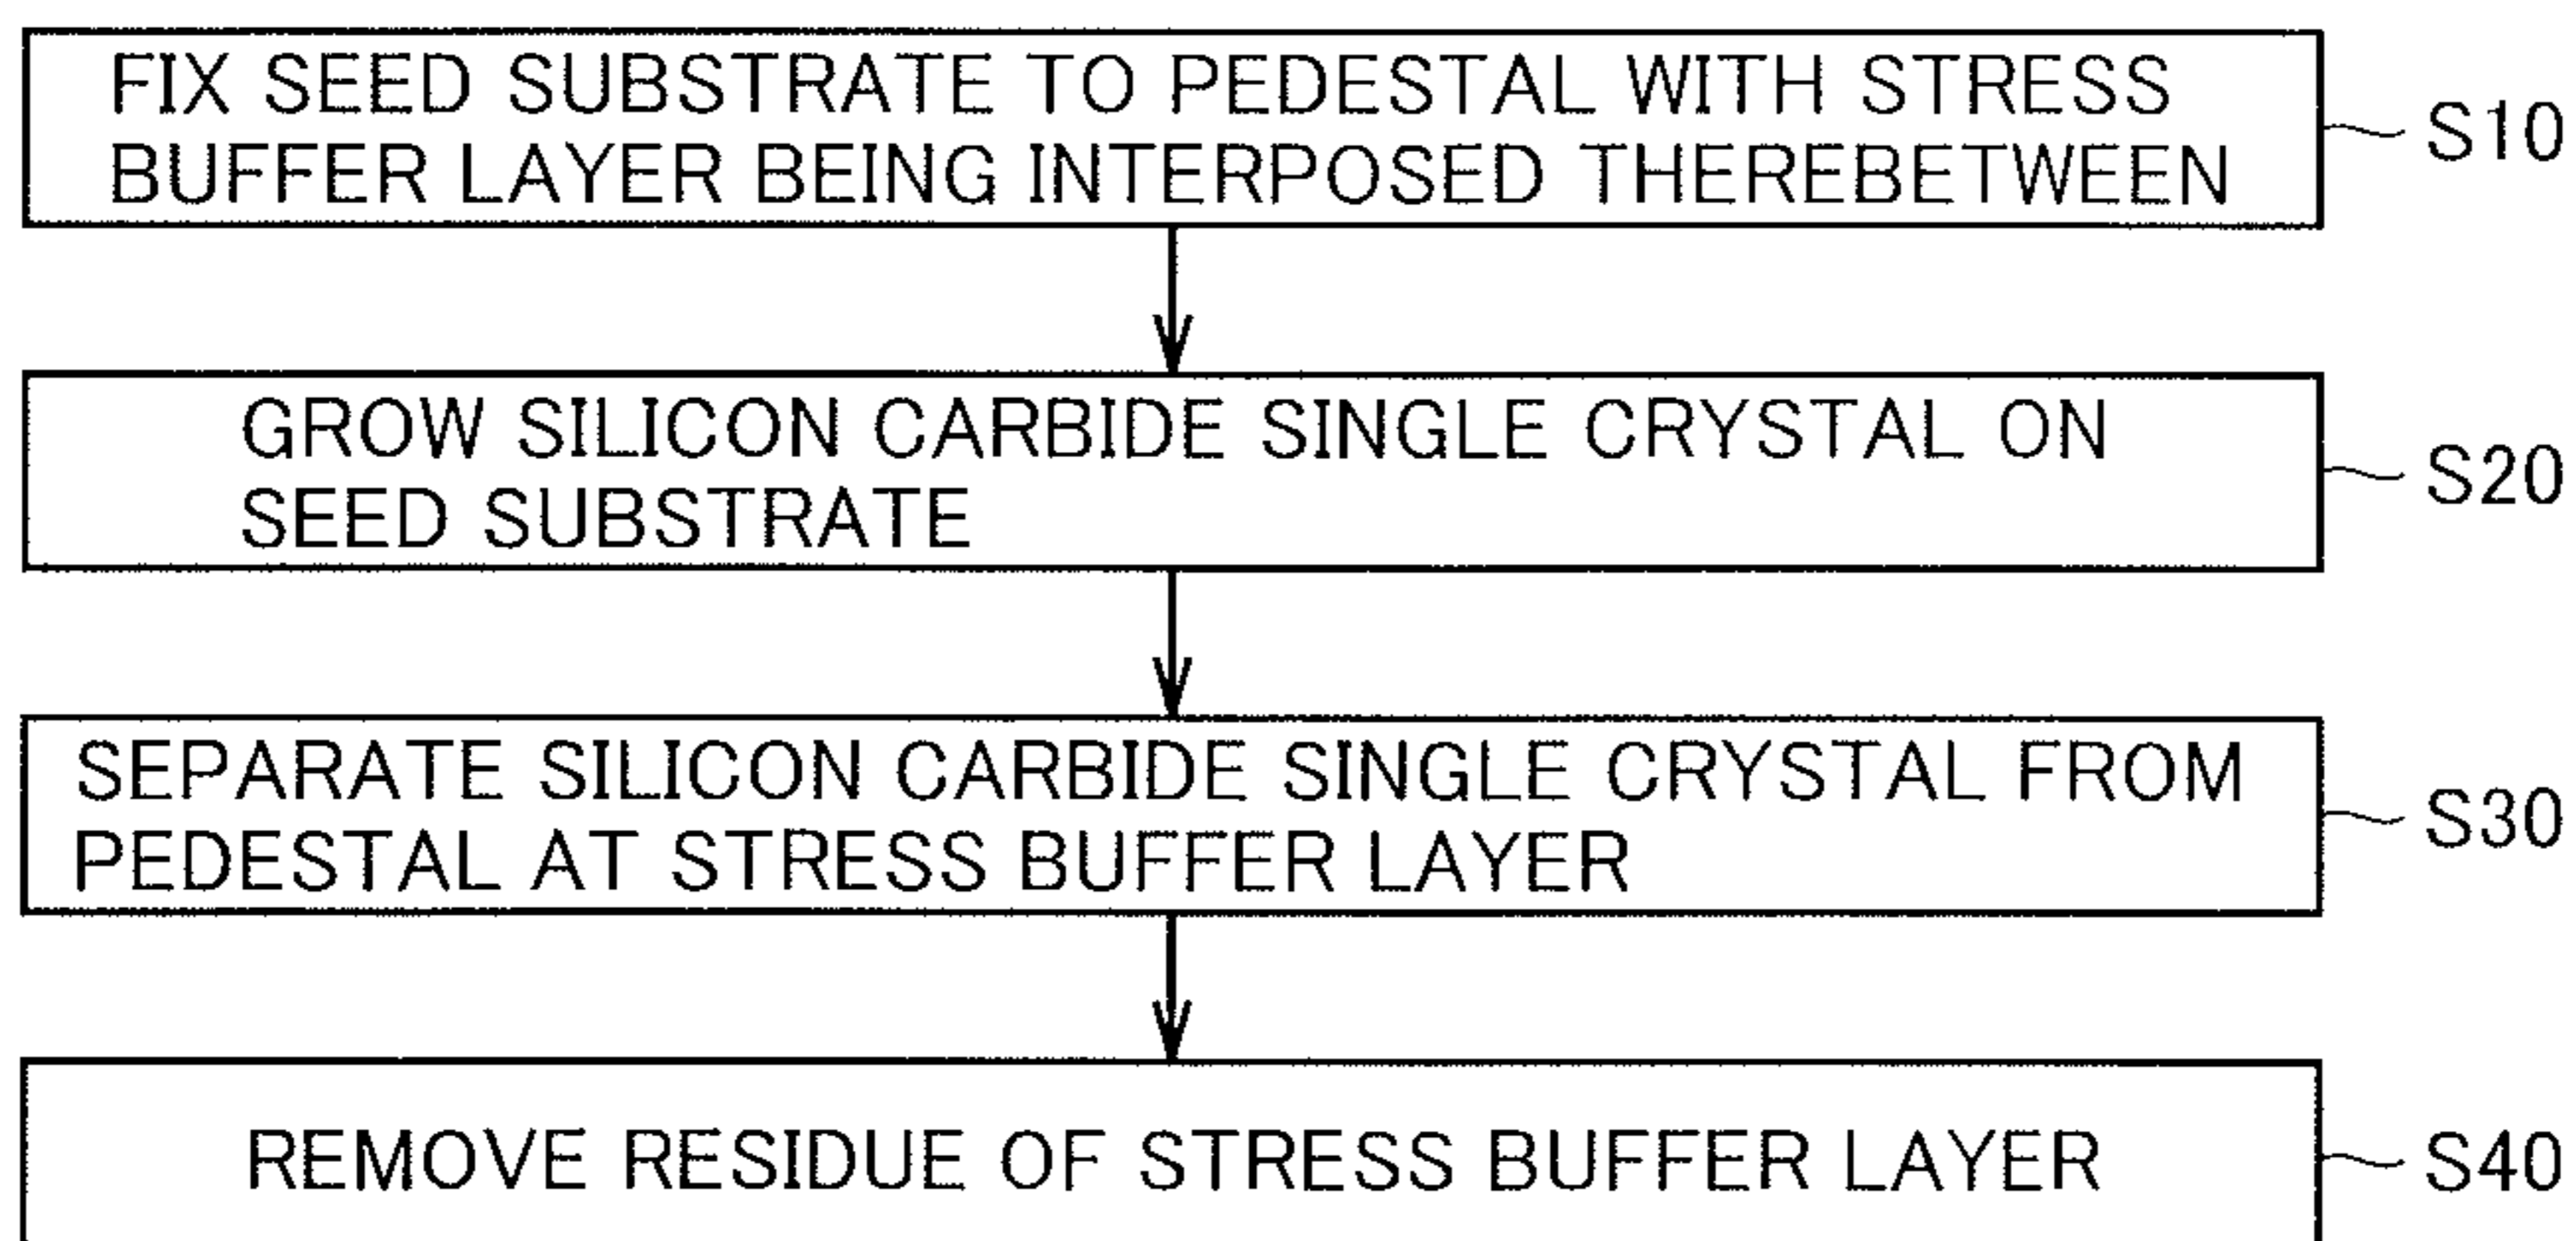 FIX SEED SUBSTRATE TO PEDESTAL WITH STRESS
BUFFER LAYER BEING INTERPOSED THEREBETWEEN
S10
GROW SILICON CARBIDE SINGLE CRYSTAL ON
SEED SUBSTRATE
S20
SEPARATE SILICON CARBIDE SINGLE CRYSTAL FROM
PEDESTAL AT STRESS BUFFER LAYER
S30
REMOVE RESIDUE OF STRESS BUFFER LAYER
S40